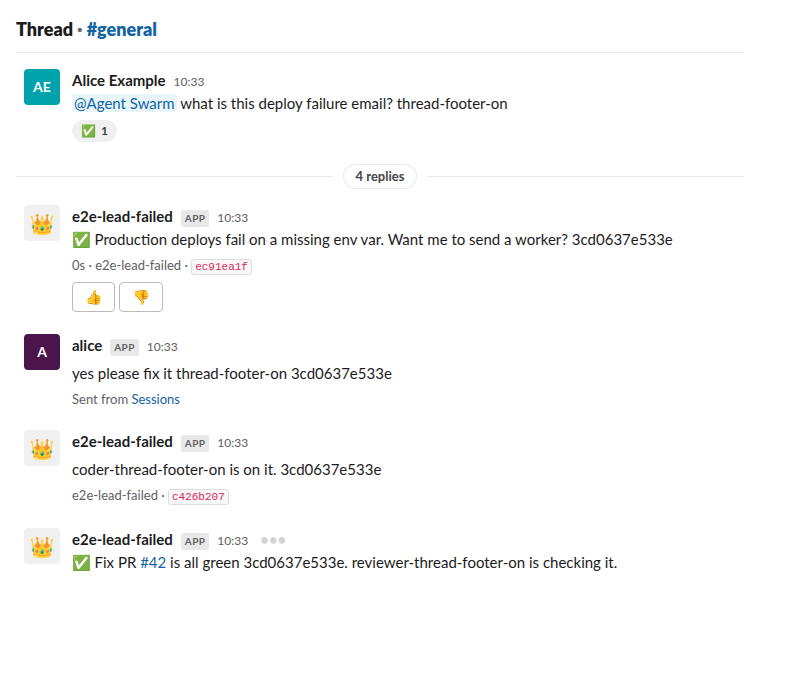 Thread • #general
AE
Alice Example 10:33
@Agent Swarm what is this deploy failure email? thread-footer-on
✅ 1
4 replies
e2e-lead-failed APP 10:33
✅ Production deploys fail on a missing env var. Want me to send a worker? 3cd0637e533e
0s · e2e-lead-failed · ec91ea1f
👍 👎
A
alice APP 10:33
yes please fix it thread-footer-on 3cd0637e533e
Sent from Sessions
e2e-lead-failed APP 10:33
coder-thread-footer-on is on it. 3cd0637e533e
e2e-lead-failed · c426b207
e2e-lead-failed APP 10:33
✅ Fix PR #42 is all green 3cd0637e533e. reviewer-thread-footer-on is checking it.